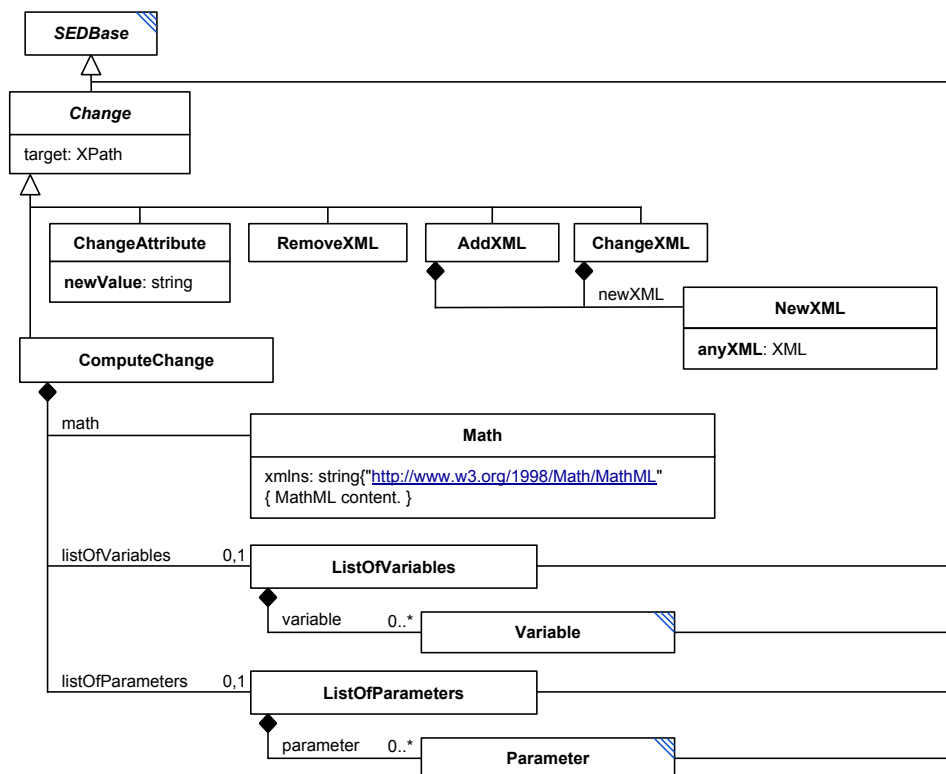 SEDBase
Change
target: XPath
ChangeAttribute
newValue: string
RemoveXML
AddXML
ChangeXML
newXML
NewXML
anyXML: XML
ComputeChange
math
Math
xmlns: string{"http://www.w3.org/1998/Math/MathML"
{ MathML content. }
listOfVariables 0,1
ListOfVariables
variable 0..*
Variable
listOfParameters 0,1
ListOfParameters
parameter 0..*
Parameter